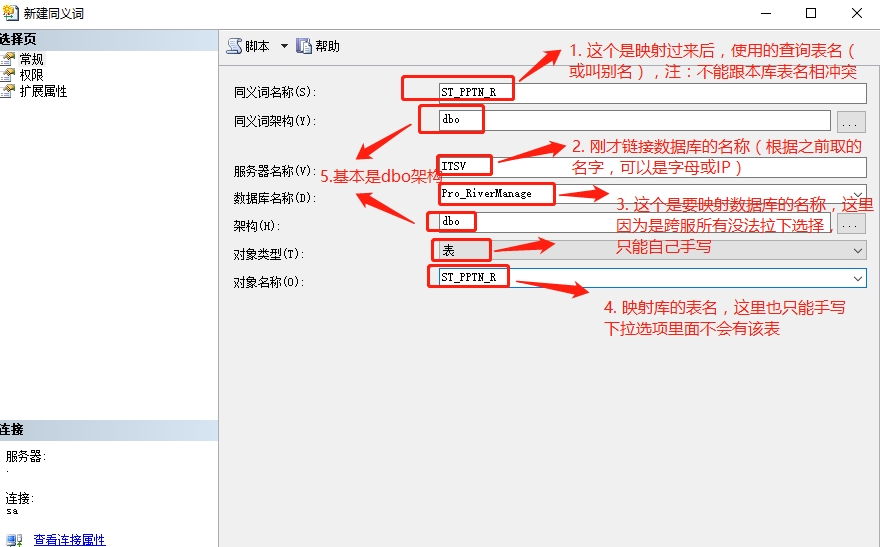 新建同义词
选择页
常规
权限
扩展属性
脚本
帮助
1. 这个是映射过来后，使用的查询表名（
或叫别名），注：不能跟本库表名相冲突
同义词名称(S):
ST_PPTN_R
同义词架构(Y):
dbo
...
2. 刚才链接数据库的名称（根据之前取的
名字，可以是字母或IP）
服务器名称(V):
ITSV
5.基本是dbo架构
数据库名称(D):
Pro_RiverManage
3. 这个是要映射数据库的名称，这里
因为是跨服所有没法拉下选择，
只能自己手写
架构(H):
dbo
...
对象类型(T):
表
对象名称(O):
ST_PPTN_R
4. 映射库的表名，这里也只能手写
下拉选项里面不会有该表
连接
服务器:
.
连接:
sa
查看连接属性